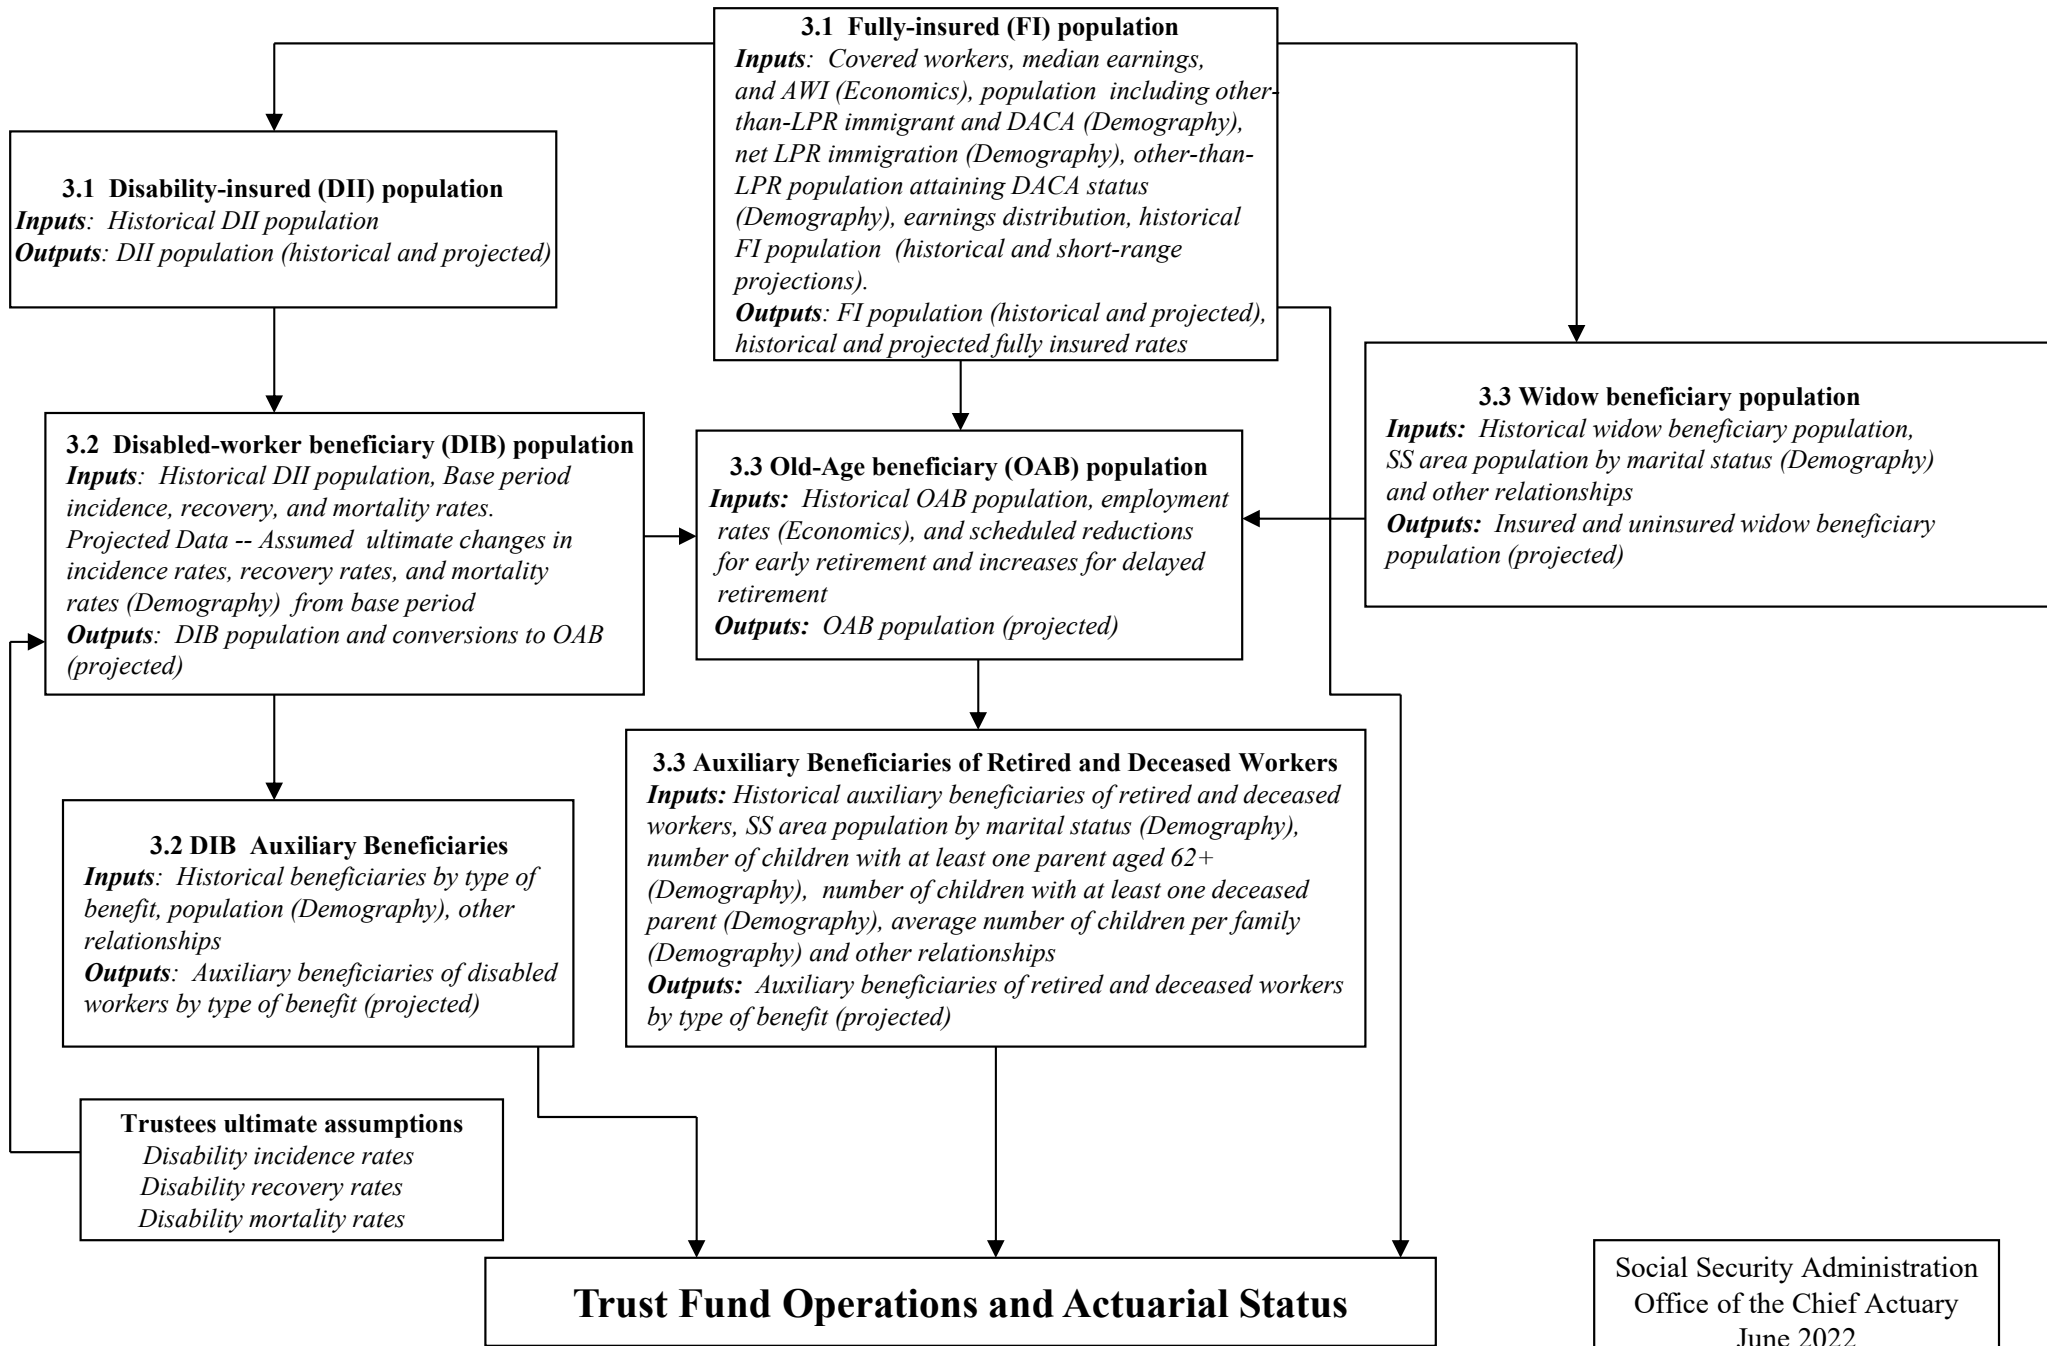 3.1  Fully-insured (FI) population
Inputs:  Covered workers, median earnings,
and AWI (Economics), population  including other-
than-LPR immigrant and DACA (Demography),
net LPR immigration (Demography), other-than-
LPR population attaining DACA status
(Demography), earnings distribution, historical
FI population  (historical and short-range
projections).
Outputs: FI population (historical and projected),
historical and projected fully insured rates
3.1  Disability-insured (DII) population
Inputs:  Historical DII population
Outputs: DII population (historical and projected)
3.2  Disabled-worker beneficiary (DIB) population
Inputs:  Historical DII population, Base period
incidence, recovery, and mortality rates.
Projected Data -- Assumed  ultimate changes in
incidence rates, recovery rates, and mortality
rates (Demography)  from base period
Outputs:  DIB population and conversions to OAB
(projected)
3.3 Old-Age beneficiary (OAB) population
Inputs:  Historical OAB population, employment
rates (Economics), and scheduled reductions
for early retirement and increases for delayed
retirement
Outputs:  OAB population (projected)
3.3 Widow beneficiary population
Inputs:  Historical widow beneficiary population,
SS area population by marital status (Demography)
and other relationships
Outputs:  Insured and uninsured widow beneficiary
population (projected)
3.2 DIB  Auxiliary Beneficiaries
Inputs:  Historical beneficiaries by type of
benefit, population (Demography), other
relationships
Outputs:  Auxiliary beneficiaries of disabled
workers by type of benefit (projected)
3.3 Auxiliary Beneficiaries of Retired and Deceased Workers
Inputs: Historical auxiliary beneficiaries of retired and deceased
workers, SS area population by marital status (Demography),
number of children with at least one parent aged 62+
(Demography),  number of children with at least one deceased
parent (Demography), average number of children per family
(Demography) and other relationships
Outputs:  Auxiliary beneficiaries of retired and deceased workers
by type of benefit (projected)
Trustees ultimate assumptions
Disability incidence rates
Disability recovery rates
Disability mortality rates
Trust Fund Operations and Actuarial Status
Social Security Administration
Office of the Chief Actuary
June 2022